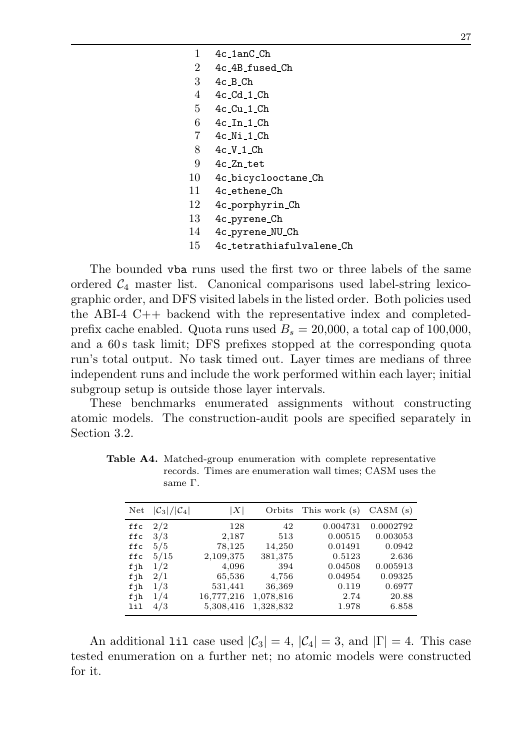 27
1 4c_1anC_Ch
2 4c_4B_fused_Ch
3 4c_B_Ch
4 4c_Cd_1_Ch
5 4c_Cu_1_Ch
6 4c_In_1_Ch
7 4c_Ni_1_Ch
8 4c_V_1_Ch
9 4c_Zn_tet
10 4c_bicyclooctane_Ch
11 4c_ethene_Ch
12 4c_porphyrin_Ch
13 4c_pyrene_Ch
14 4c_pyrene_NU_Ch
15 4c_tetrathiafulvalene_Ch
The bounded vba runs used the first two or three labels of the same
ordered C₄ master list. Canonical comparisons used label-string lexico-
graphic order, and DFS visited labels in the listed order. Both policies used
the ABI-4 C++ backend with the representative index and completed-
prefix cache enabled. Quota runs used Bₛ = 20,000, a total cap of 100,000,
and a 60 s task limit; DFS prefixes stopped at the corresponding quota
run's total output. No task timed out. Layer times are medians of three
independent runs and include the work performed within each layer; initial
subgroup setup is outside those layer intervals.
These benchmarks enumerated assignments without constructing
atomic models. The construction-audit pools are specified separately in
Section 3.2.
Table A4. Matched-group enumeration with complete representative
records. Times are enumeration wall times; CASM uses the
same Γ.
Net |C₃|/|C₄| |X| Orbits This work (s) CASM (s)
ffc 2/2 128 42 0.004731 0.0002792
ffc 3/3 2,187 513 0.00515 0.003053
ffc 5/5 78,125 14,250 0.01491 0.0942
ffc 5/15 2,109,375 381,375 0.5123 2.636
fjh 1/2 4,096 394 0.04508 0.005913
fjh 2/1 65,536 4,756 0.04954 0.09325
fjh 1/3 531,441 36,369 0.119 0.6977
fjh 1/4 16,777,216 1,078,816 2.74 20.88
lil 4/3 5,308,416 1,328,832 1.978 6.858
An additional lil case used |C₃| = 4, |C₄| = 3, and |Γ| = 4. This case
tested enumeration on a further net; no atomic models were constructed
for it.